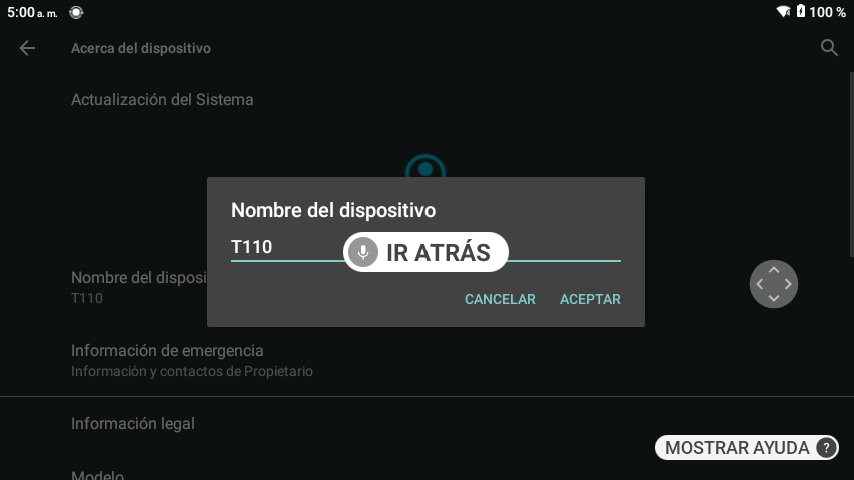 5:00 a. m. 100 %
Acerca del dispositivo
Actualización del Sistema
Nombre del dispositivo
T110
IR ATRÁS
CANCELAR ACEPTAR
Nombre del disposi
T110
Información de emergencia
Información y contactos de Propietario
Información legal
MOSTRAR AYUDA ?
Modelo